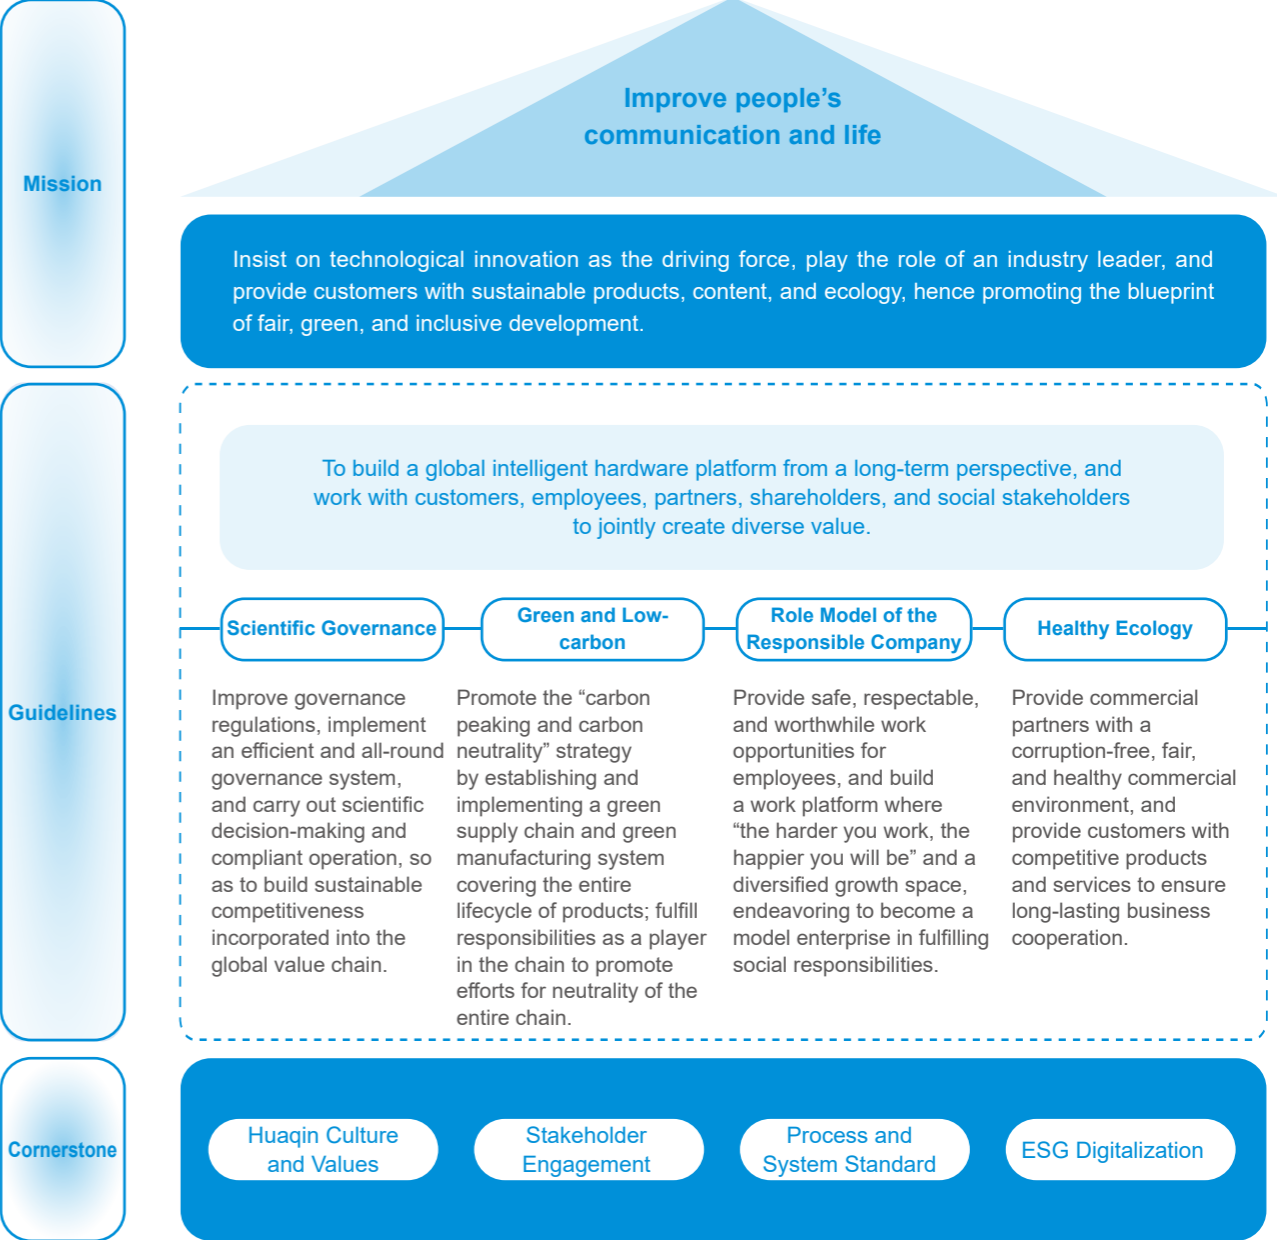 Mission
Improve people’s
communication and life
Insist on technological innovation as the driving force, play the role of an industry leader, and
provide customers with sustainable products, content, and ecology, hence promoting the blueprint
of fair, green, and inclusive development.
Guidelines
To build a global intelligent hardware platform from a long-term perspective, and
work with customers, employees, partners, shareholders, and social stakeholders
to jointly create diverse value.
Scientific Governance
Improve governance
regulations, implement
an efficient and all-round
governance system,
and carry out scientific
decision-making and
compliant operation, so
as to build sustainable
competitiveness
incorporated into the
global value chain.
Green and Low-
carbon
Promote the “carbon
peaking and carbon
neutrality” strategy
by establishing and
implementing a green
supply chain and green
manufacturing system
covering the entire
lifecycle of products; fulfill
responsibilities as a player
in the chain to promote
efforts for neutrality of the
entire chain.
Role Model of the
Responsible Company
Provide safe, respectable,
and worthwhile work
opportunities for
employees, and build
a work platform where
“the harder you work, the
happier you will be” and a
diversified growth space,
endeavoring to become a
model enterprise in fulfilling
social responsibilities.
Healthy Ecology
Provide commercial
partners with a
corruption-free, fair,
and healthy commercial
environment, and
provide customers with
competitive products
and services to ensure
long-lasting business
cooperation.
Cornerstone
Huaqin Culture
and Values
Stakeholder
Engagement
Process and
System Standard
ESG Digitalization